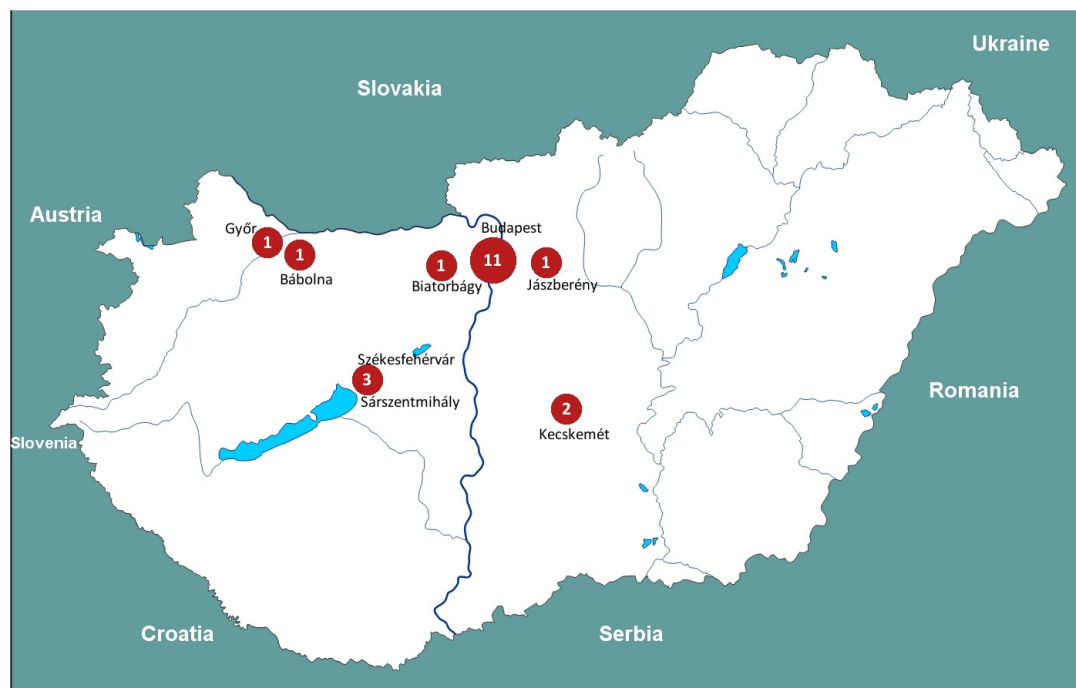 Ukraine
Slovakia
Austria
Győr
1
1
Bábolna
Budapest
1
11
1
Biatorbágy
Jászberény
Székesfehérvár
3
Sárszentmihály
2
Kecskemét
Romania
Slovenia
Croatia
Serbia